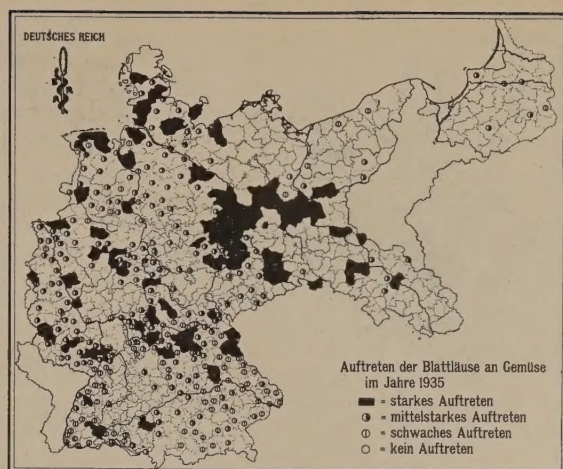 DEUTSCHES REICH
Auftreten der Blattläuse an Gemüse
im Jahre 1935
= starkes Auftreten
= mittelstarkes Auftreten
= schwaches Auftreten
= kein Auftreten